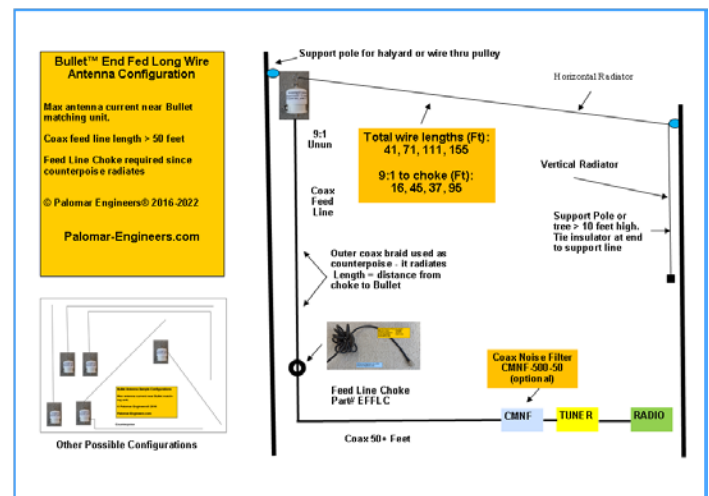 Bullet™ End Fed Long Wire
Antenna Configuration
Max antenna current near Bullet
matching unit.
Coax feed line length > 50 feet
Feed Line Choke required since
counterpoise radiates
© Palomar Engineers® 2016-2022
Palomar-Engineers.com
Support pole for halyard or wire thru pulley
Horizontal Radiator
9:1
Unun
Total wire lengths (Ft):
41, 71, 111, 155
9:1 to choke (Ft):
16, 45, 37, 95
Coax
Feed
Line
Vertical Radiator
Support Pole or
tree > 10 feet high.
Tie insulator at end
to support line
Outer coax braid used as
counterpoise - it radiates
Length = distance from
choke to Bullet
Feed Line Choke
Part# EFFLC
Coax Noise Filter
CMNF-500-50
(optional)
CMNF
TUNER
RADIO
Coax 50+ Feet
Other Possible Configurations